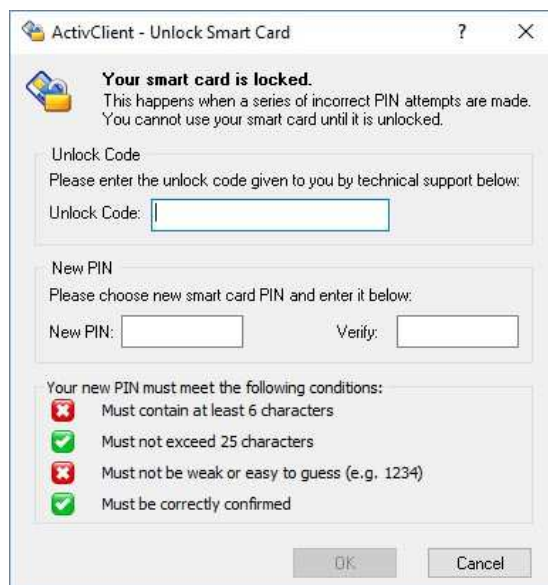 ActivClient - Unlock Smart Card
Your smart card is locked.
This happens when a series of incorrect PIN attempts are made.
You cannot use your smart card until it is unlocked.
Unlock Code
Please enter the unlock code given to you by technical support below:
Unlock Code:
New PIN
Please choose new smart card PIN and enter it below:
New PIN: Verify:
Your new PIN must meet the following conditions:
Must contain at least 6 characters
Must not exceed 25 characters
Must not be weak or easy to guess (e.g. 1234)
Must be correctly confirmed
OK Cancel